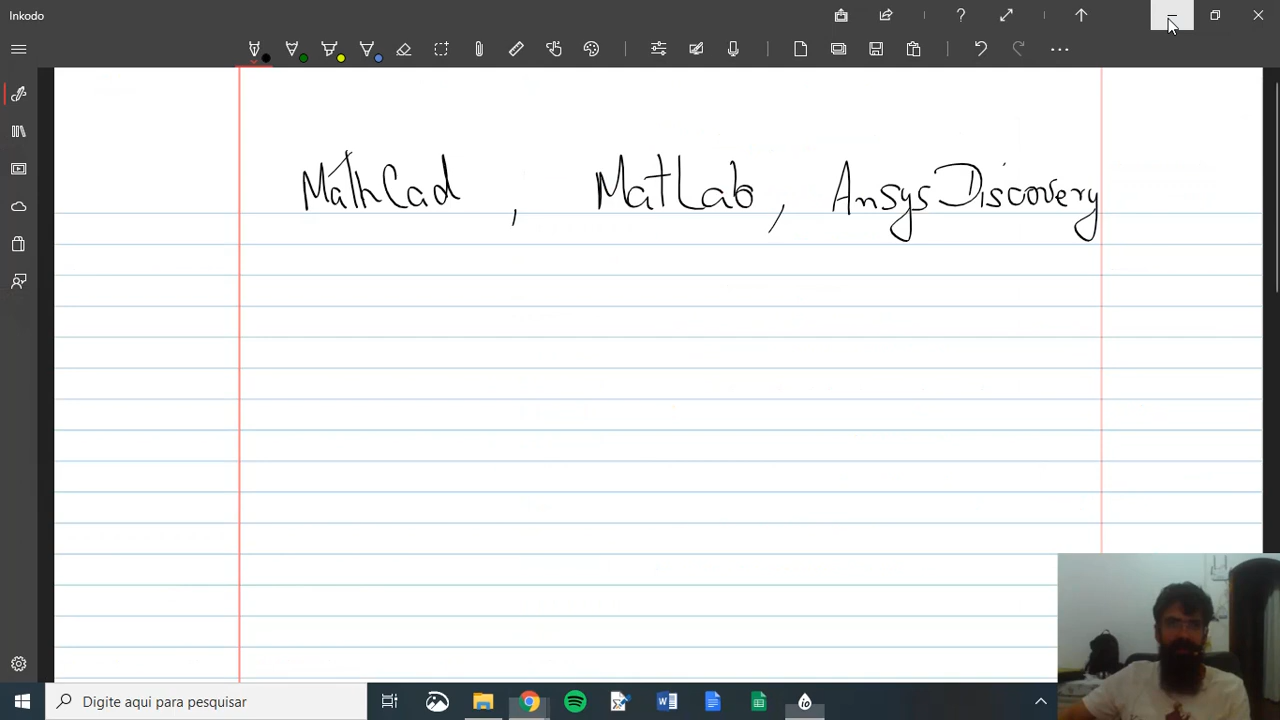 Inkodo
MathCad , MatLab, Ansys Discovery
Digite aqui para pesquisar